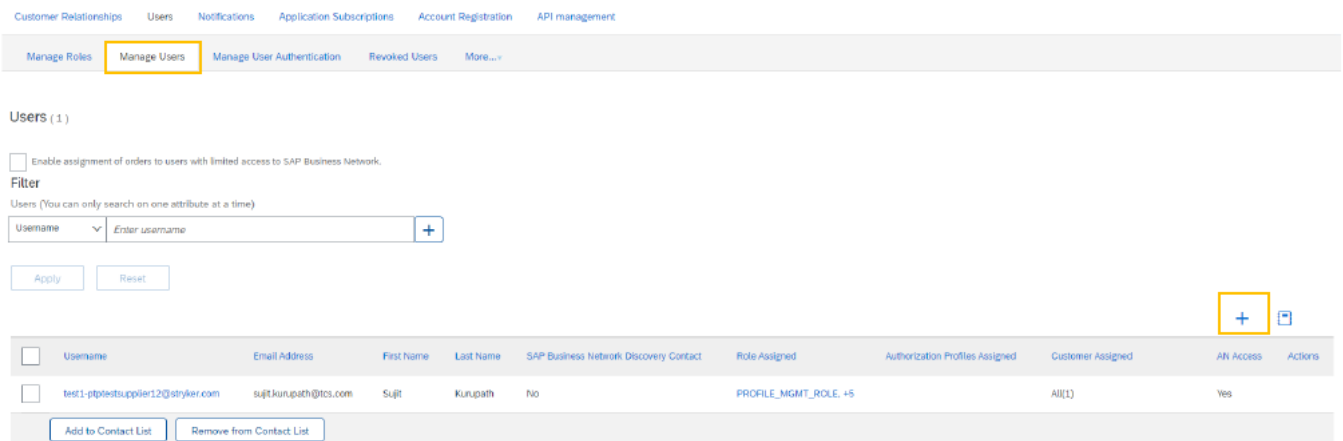 Customer Relationships Users Notifications Application Subscriptions Account Registration API management
Manage Roles Manage Users Manage User Authentication Revoked Users More...
Users (1)
Enable assignment of orders to users with limited access to SAP Business Network.
Filter
Users (You can only search on one attribute at a time)
Username Enter username +
Apply Reset
+
Username Email Address First Name Last Name SAP Business Network Discovery Contact Role Assigned Authorization Profiles Assigned Customer Assigned AN Access Actions
test1-ptptestsupplier12@stryker.com sujit.kurupath@tcs.com Sujit Kurupath No PROFILE_MGMT_ROLE, +5 All(1) Yes
Add to Contact List Remove from Contact List